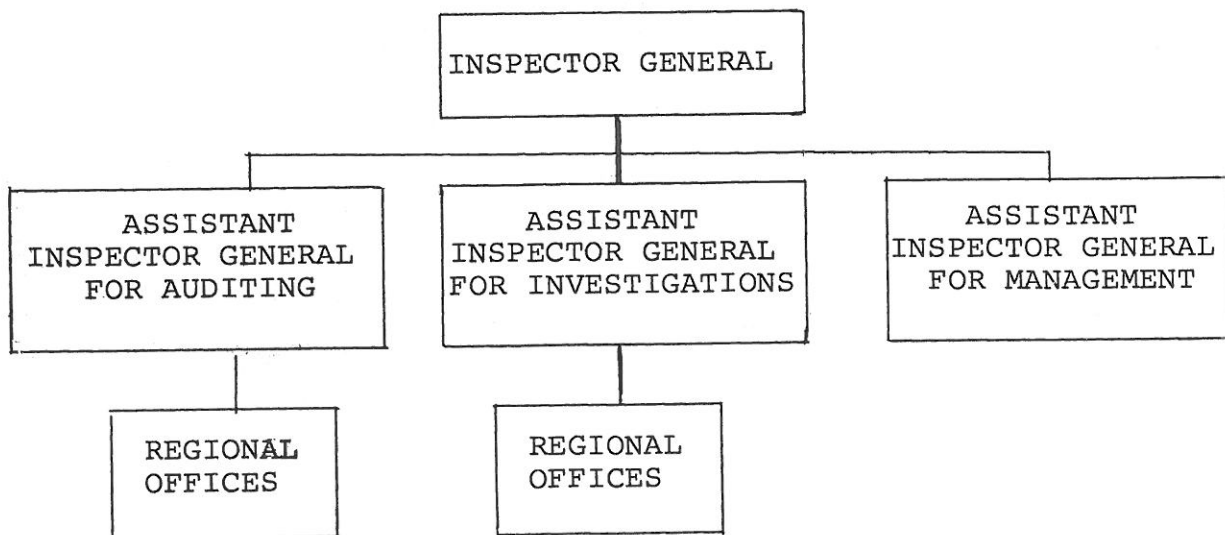 INSPECTOR GENERAL
ASSISTANT
INSPECTOR GENERAL
FOR AUDITING
ASSISTANT
INSPECTOR GENERAL
FOR INVESTIGATIONS
ASSISTANT
INSPECTOR GENERAL
FOR MANAGEMENT
REGIONAL
OFFICES
REGIONAL
OFFICES